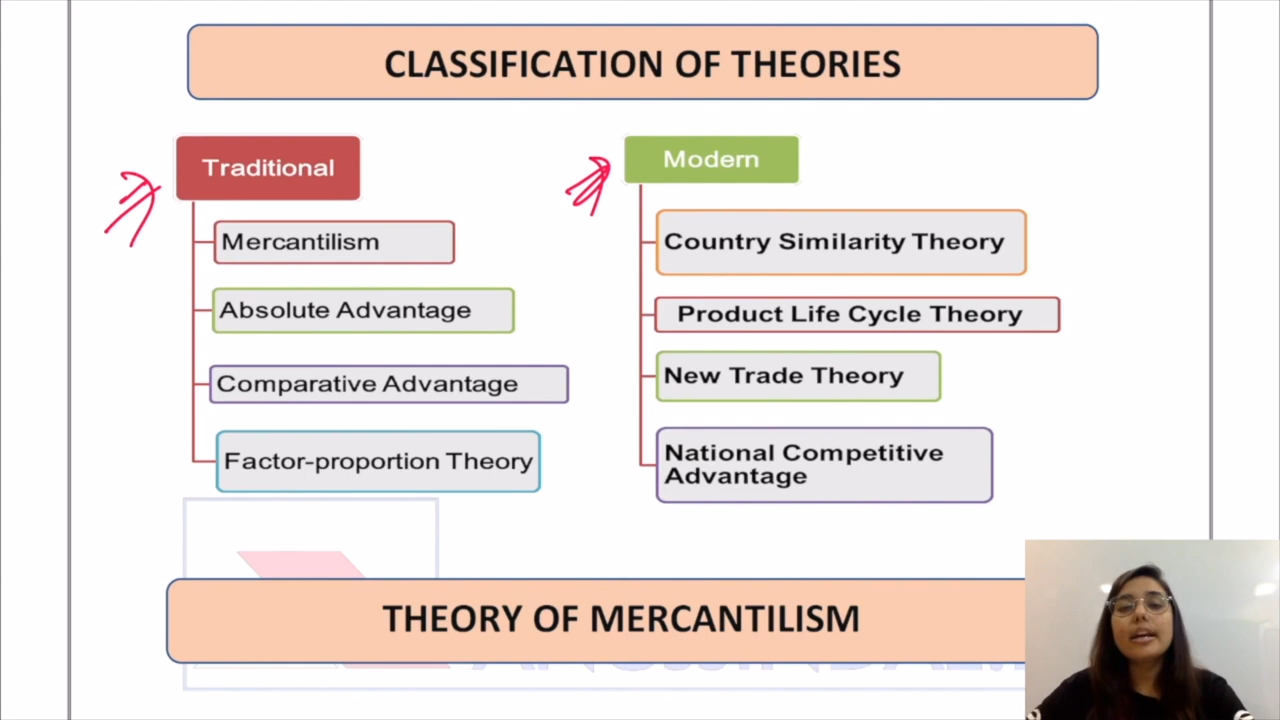 CLASSIFICATION OF THEORIES
Traditional
Mercantilism
Absolute Advantage
Comparative Advantage
Factor-proportion Theory
Modern
Country Similarity Theory
Product Life Cycle Theory
New Trade Theory
National Competitive
Advantage
THEORY OF MERCANTILISM